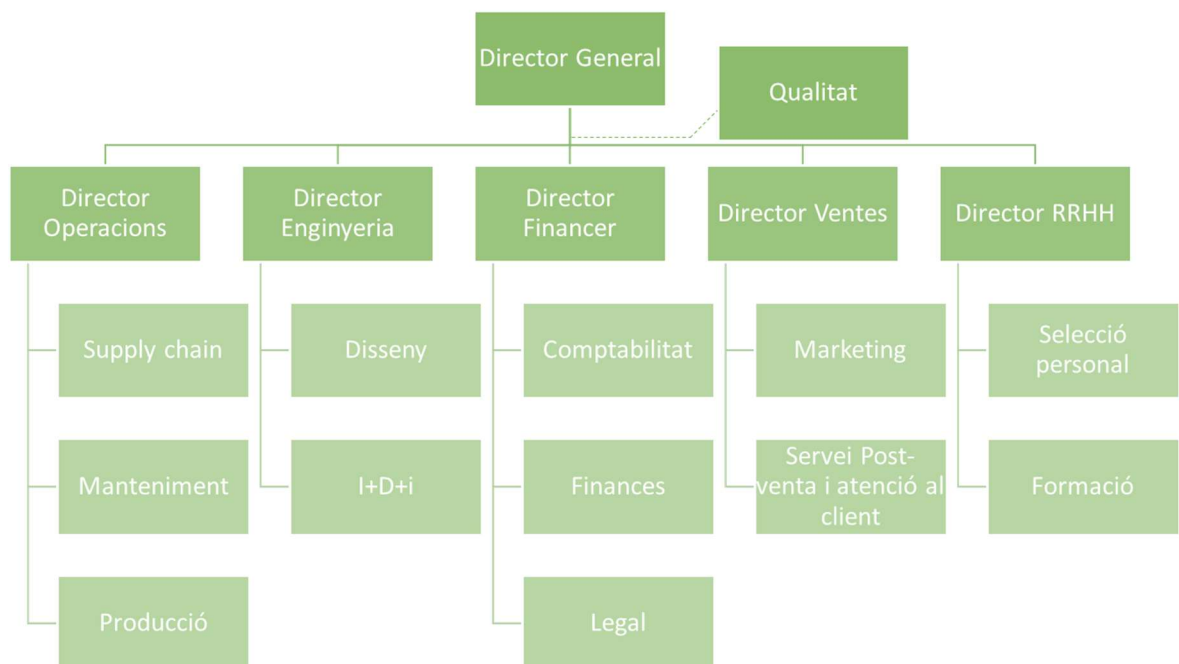 Director General
Qualitat
Director
Operacions
Director
Enginyeria
Director
Financer
Director Ventes
Director RRHH
Supply chain
Disseny
Comptabilitat
Marketing
Selecció
personal
Manteniment
I+D+i
Finances
Servei Post-
venta i atenció al
client
Formació
Producció
Legal